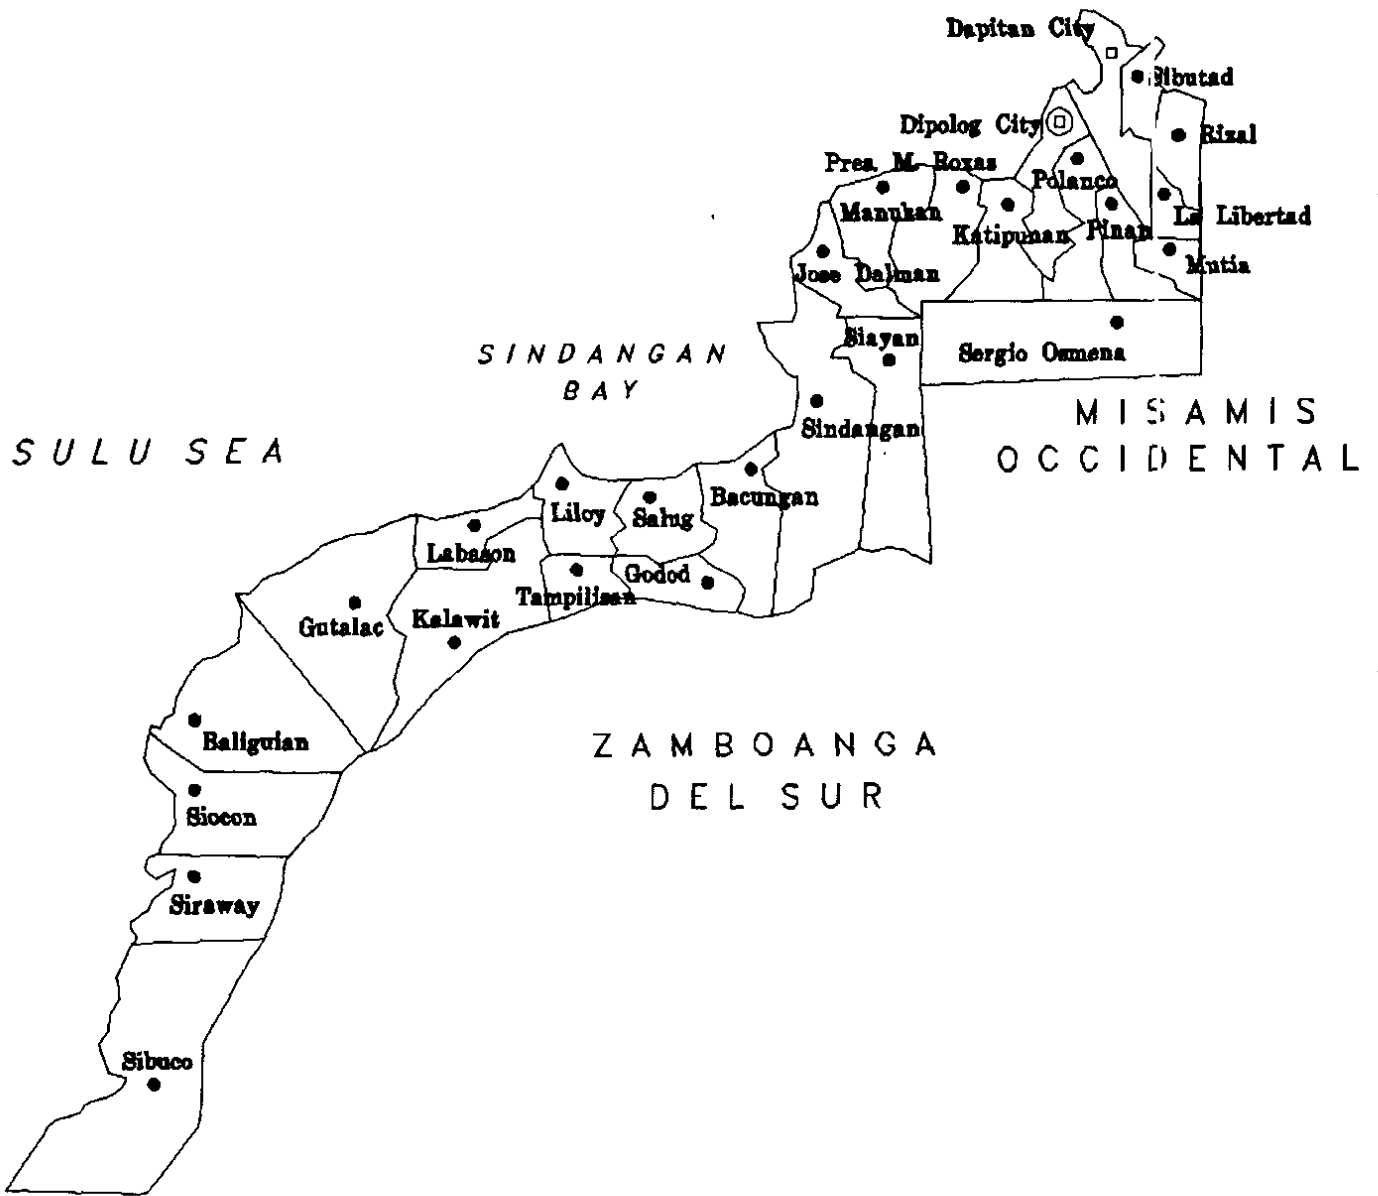 Dapitan City
Sibutad
Dipolog City
Rizal
Pres. M. Roxas
Polanco
Manukan
La Libertad
Katipunan
Pinan
Mutia
Jose Dalman
Siayan
Sergio Osmena
SINDANGAN
BAY
MISAMIS
OCCIDENTAL
Sindangan
SULU SEA
Bacungan
Liloy
Salug
Labason
Godod
Tampilisan
Gutalac
Kalawit
Baliguian
ZAMBOANGA
DEL SUR
Siocon
Siraway
Sibuco